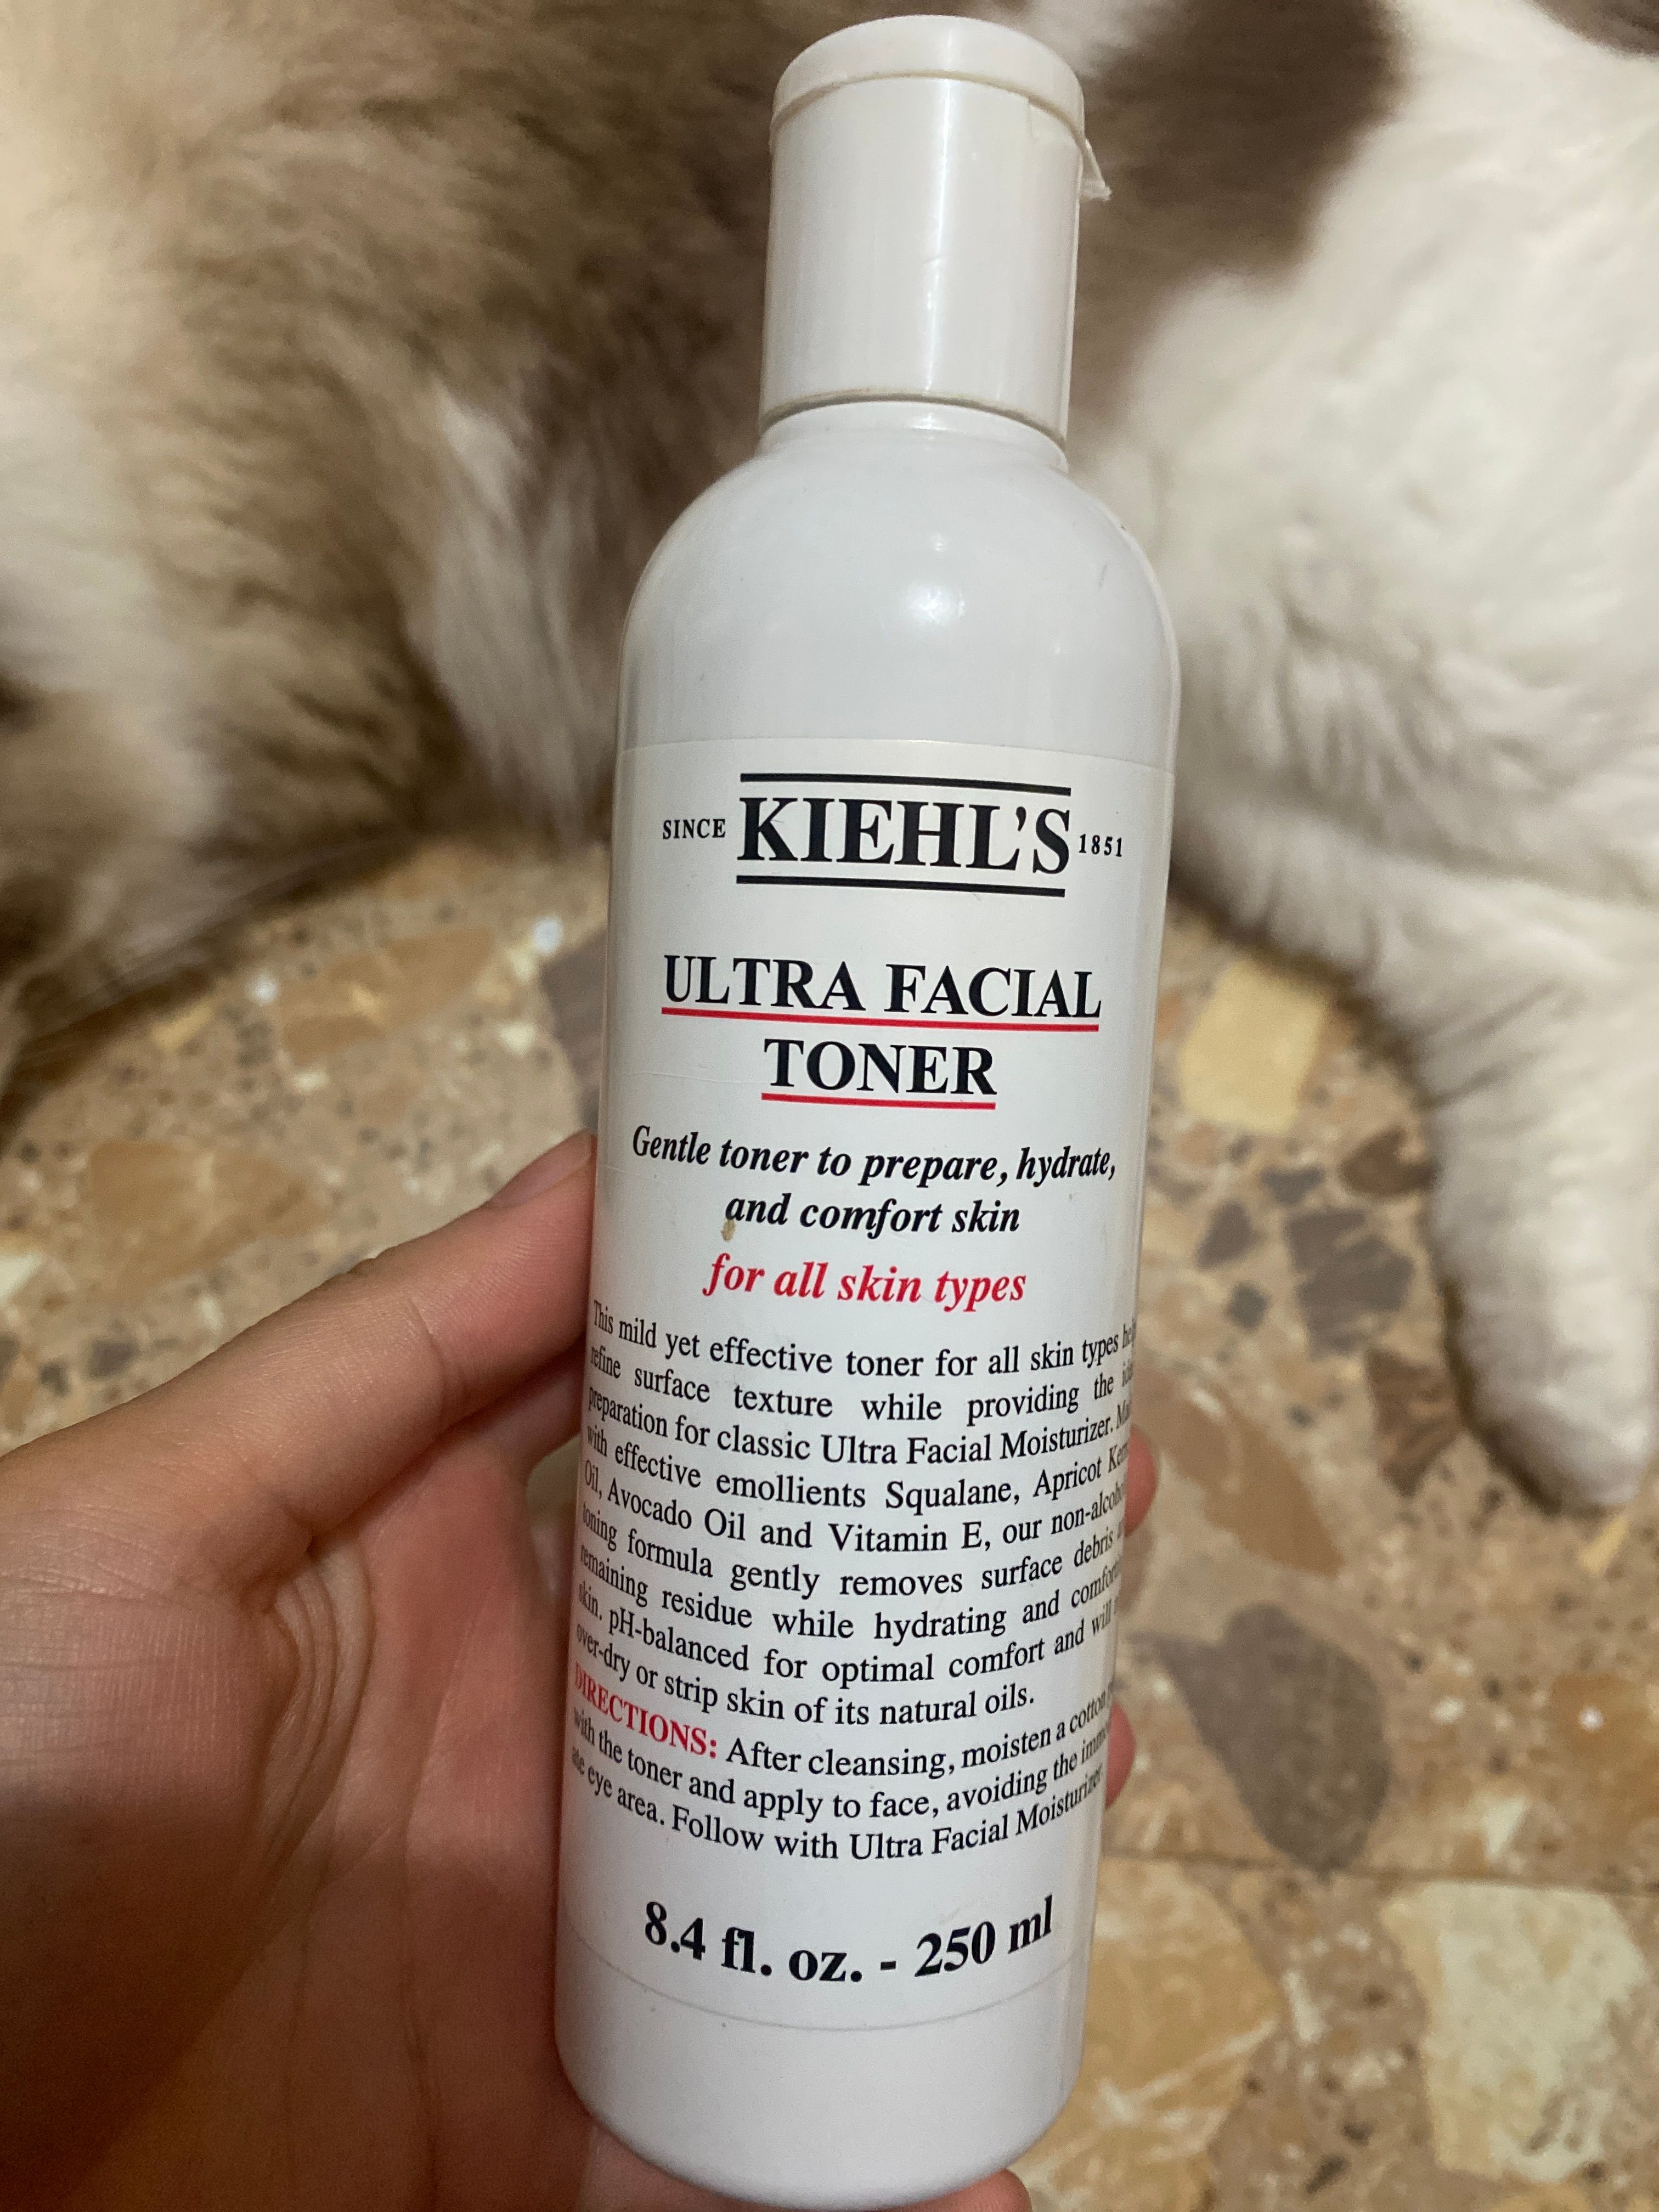 SINCE KIEHL'S 1851
ULTRA FACIAL
TONER
Gentle toner to prepare, hydrate,
and comfort skin
for all skin types
This mild yet effective toner for all skin types
refine surface texture while providing the
preparation for classic Ultra Facial Moisturizer.
with effective emollients Squalane, Apricot
Oil, Avocado Oil and Vitamin E, our
toning formula gently removes surface debris
remaining residue while hydrating and
skin. pH-balanced for optimal comfort and will
over-dry or strip skin of its natural oils.
DIRECTIONS: After cleansing, moisten a cotton
with the toner and apply to face, avoiding the
ate eye area. Follow with Ultra Facial Moisturizer.
8.4 fl. oz. - 250 ml